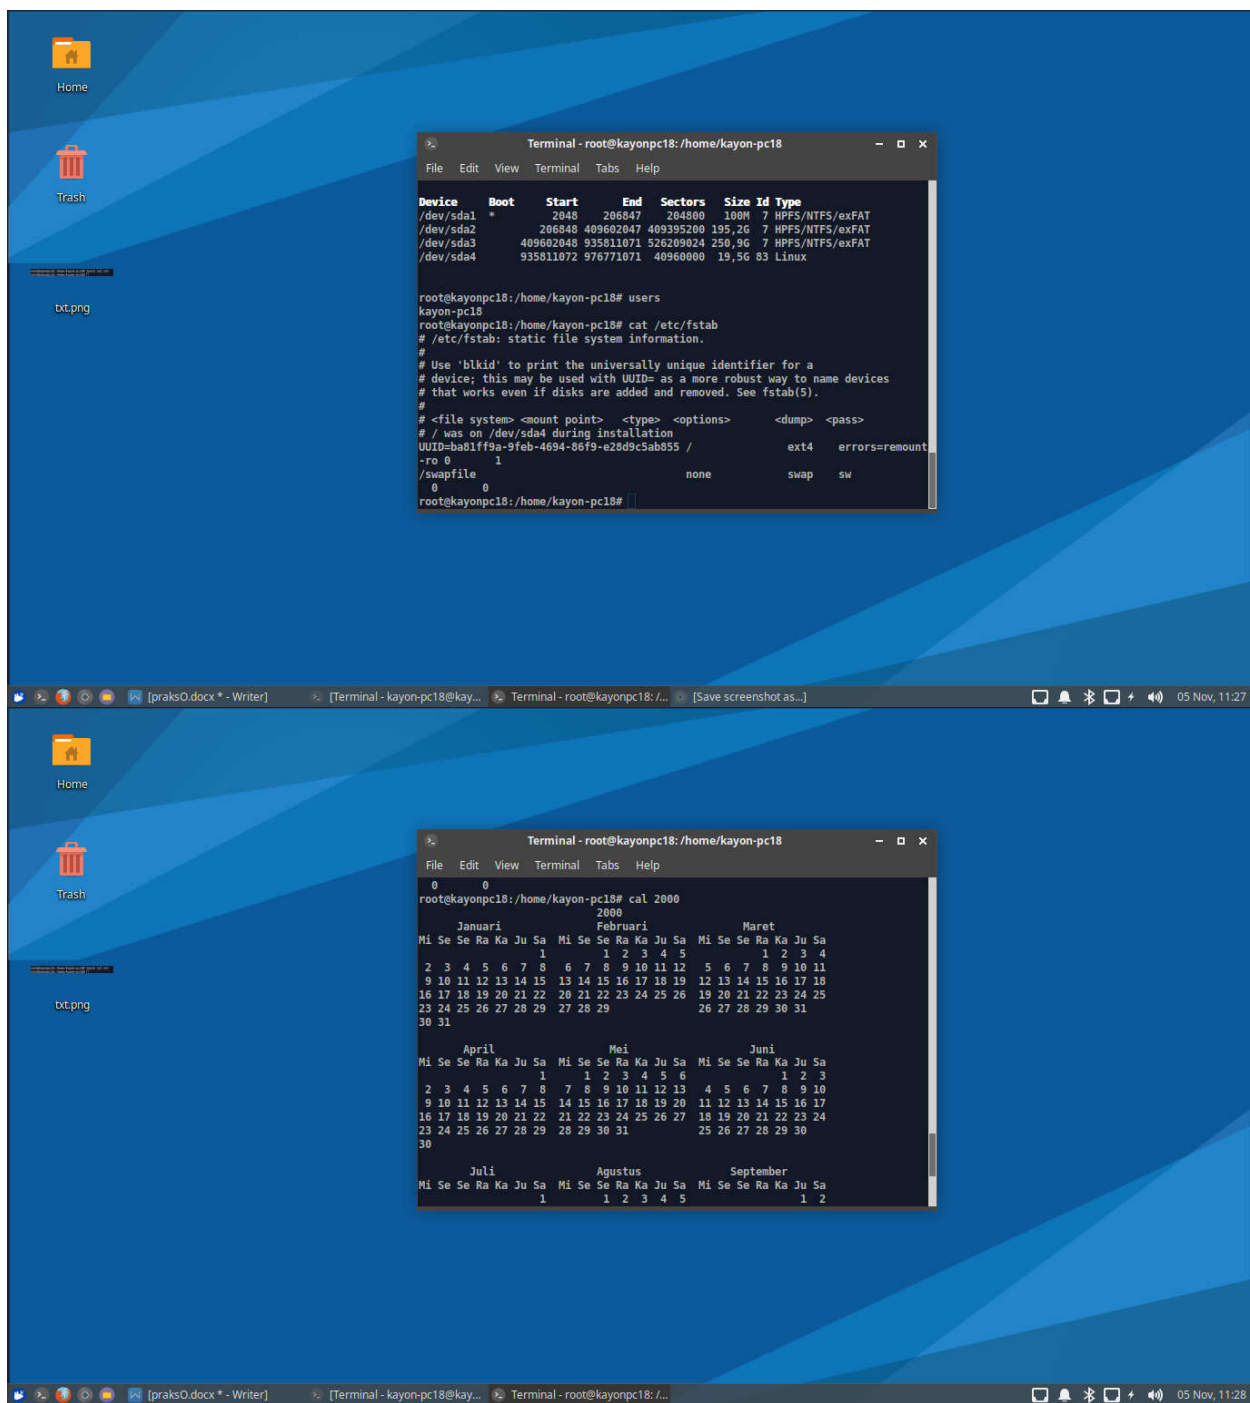 Home
Trash
txt.png
Terminal - root@kayonpc18: /home/kayon-pc18
File Edit View Terminal Tabs Help
Device Boot Start End Sectors Size Id Type
/dev/sda1 * 2048 206847 204800 100M 7 HPFS/NTFS/exFAT
/dev/sda2 206848 409602047 409395200 195,2G 7 HPFS/NTFS/exFAT
/dev/sda3 409602048 935811071 526209024 250,9G 7 HPFS/NTFS/exFAT
/dev/sda4 935811072 976771071 40960000 19,5G 83 Linux
root@kayonpc18:/home/kayon-pc18# users
kayon-pc18
root@kayonpc18:/home/kayon-pc18# cat /etc/fstab
# /etc/fstab: static file system information.
#
# Use 'blkid' to print the universally unique identifier for a
# device; this may be used with UUID= as a more robust way to name devices
# that works even if disks are added and removed. See fstab(5).
#
# <file system> <mount point> <type> <options> <dump> <pass>
# / was on /dev/sda4 during installation
UUID=ba81ff9a-9feb-4694-86f9-e28d9c5ab855 / ext4 errors=remount
-ro 0 1
/swapfile none swap sw
0 0
root@kayonpc18:/home/kayon-pc18#
[praksO.docx * - Writer] [Terminal - kayon-pc18@kay... Terminal - root@kayonpc18: /... [Save screenshot as...] 05 Nov, 11:27
Home
Trash
txt.png
Terminal - root@kayonpc18: /home/kayon-pc18
File Edit View Terminal Tabs Help
0 0
root@kayonpc18:/home/kayon-pc18# cal 2000
2000
Januari Februari Maret
Mi Se Se Ra Ka Ju Sa Mi Se Se Ra Ka Ju Sa Mi Se Se Ra Ka Ju Sa
1 1 2 3 4 5 1 2 3 4
2 3 4 5 6 7 8 6 7 8 9 10 11 12 5 6 7 8 9 10 11
9 10 11 12 13 14 15 13 14 15 16 17 18 19 12 13 14 15 16 17 18
16 17 18 19 20 21 22 20 21 22 23 24 25 26 19 20 21 22 23 24 25
23 24 25 26 27 28 29 27 28 29 26 27 28 29 30 31
30 31
April Mei Juni
Mi Se Se Ra Ka Ju Sa Mi Se Se Ra Ka Ju Sa Mi Se Se Ra Ka Ju Sa
1 1 2 3 4 5 6 1 2 3
2 3 4 5 6 7 8 7 8 9 10 11 12 13 4 5 6 7 8 9 10
9 10 11 12 13 14 15 14 15 16 17 18 19 20 11 12 13 14 15 16 17
16 17 18 19 20 21 22 21 22 23 24 25 26 27 18 19 20 21 22 23 24
23 24 25 26 27 28 29 28 29 30 31 25 26 27 28 29 30
30
Juli Agustus September
Mi Se Se Ra Ka Ju Sa Mi Se Se Ra Ka Ju Sa Mi Se Se Ra Ka Ju Sa
1 1 2 3 4 5 1 2
[praksO.docx * - Writer] [Terminal - kayon-pc18@kay... Terminal - root@kayonpc18: /... 05 Nov, 11:28